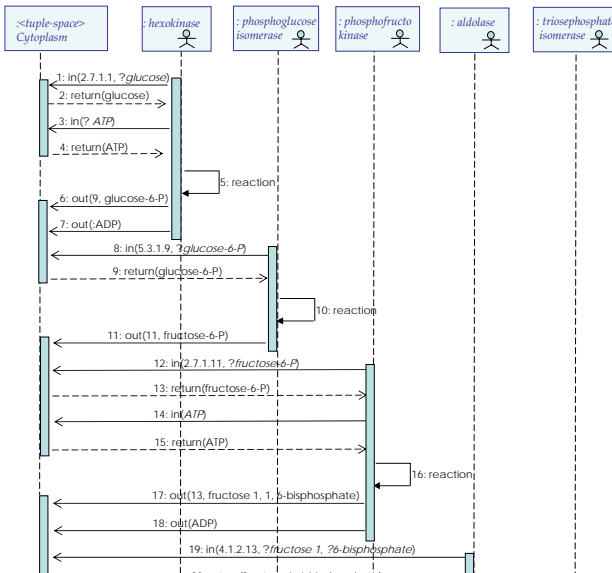 :<tuple-space>
Cytoplasm
: hexokinase
: phosphoglucose
isomerase
: phosphofructo
kinase
: aldolase
: triosephosphate
isomerase
1: in(2.7.1.1, ?glucose)
2: return(glucose)
3: in(? ATP)
4: return(ATP)
5: reaction
6: out(9, glucose-6-P)
7: out(:ADP)
8: in(5.3.1.9, ?glucose-6-P)
9: return(glucose-6-P)
10: reaction
11: out(11, fructose-6-P)
12: in(2.7.1.11, ?fructose-6-P)
13: return(fructose-6-P)
14: in(ATP)
15: return(ATP)
16: reaction
17: out(13, fructose 1, 1, 6-bisphosphate)
18: out(ADP)
19: in(4.1.2.13, ?fructose 1, ?6-bisphosphate)